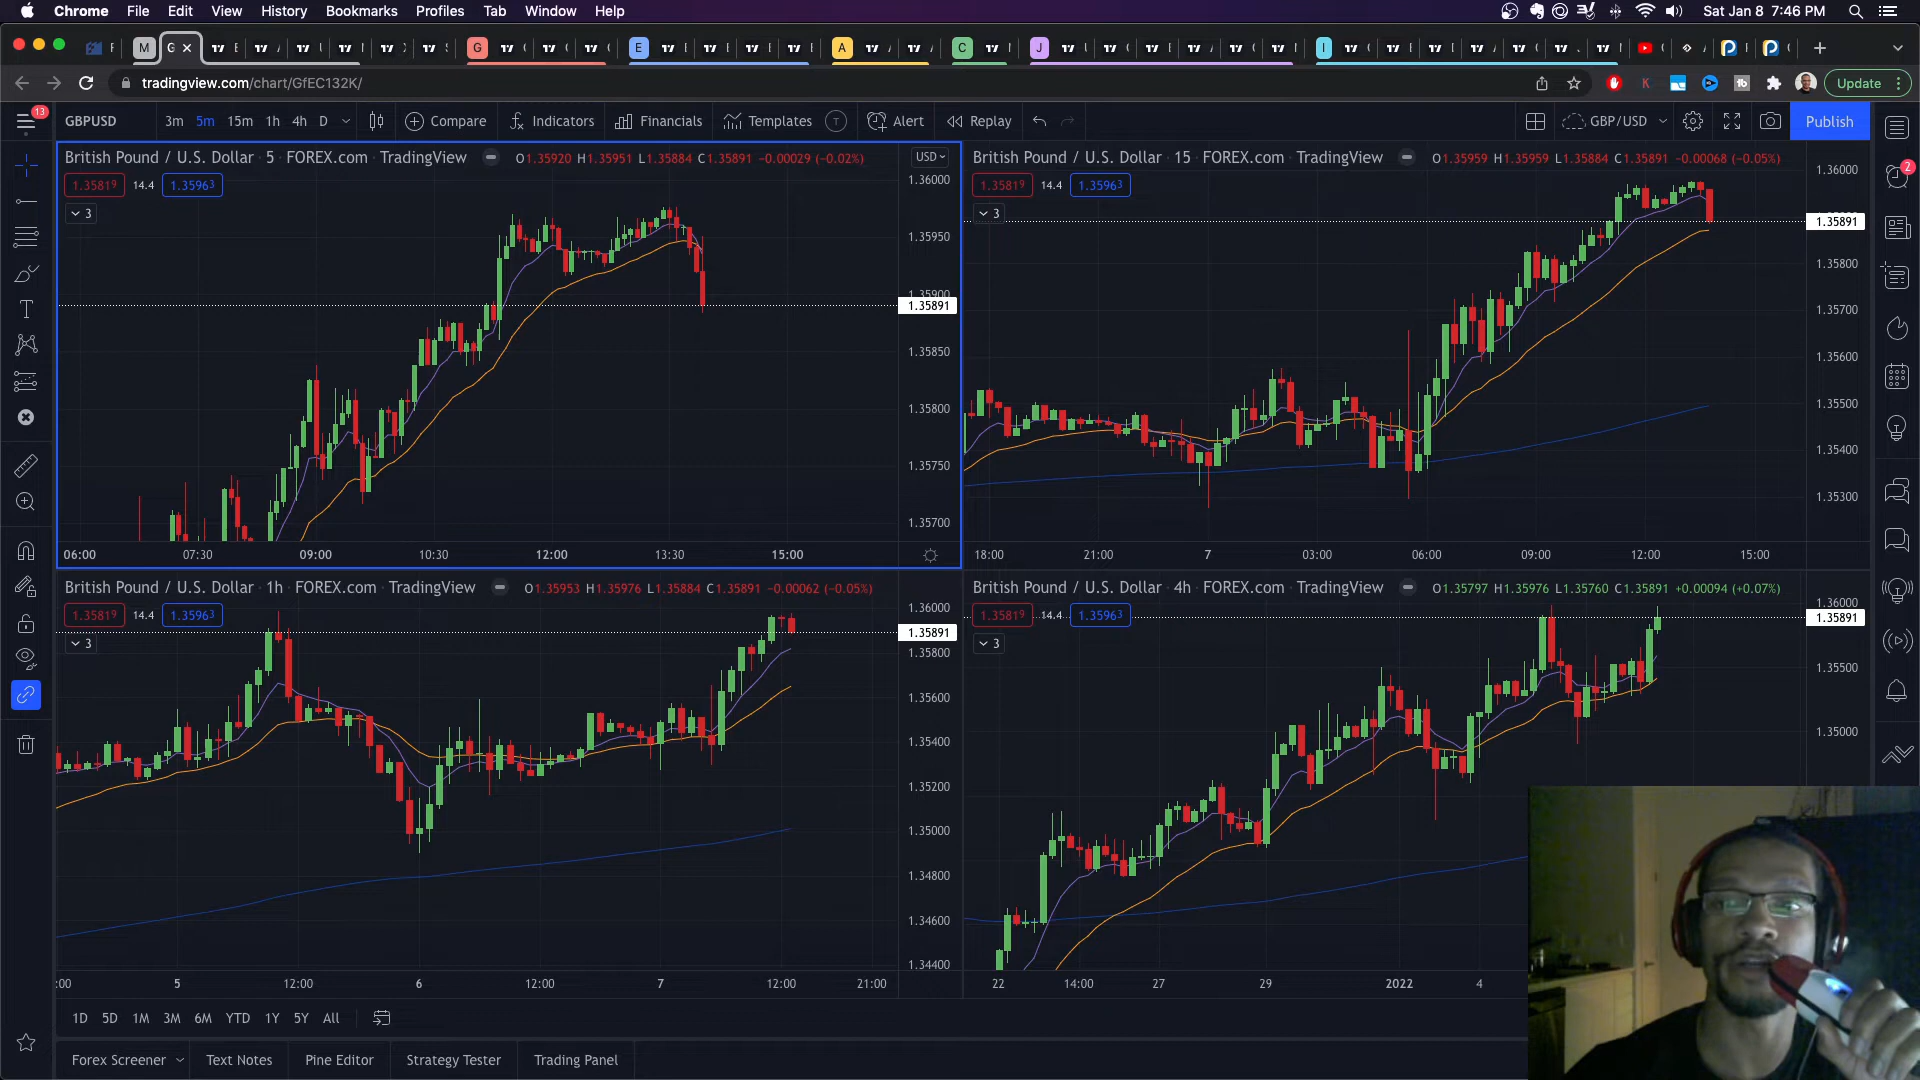 Chrome File Edit View History Bookmarks Profiles Tab Window Help Sat Jan 8 7:46 PM
M G E A C J I
tradingview.com/chart/GfEC132K/ Update
13 GBPUSD 3m 5m 15m 1h 4h D Compare Indicators Financials Templates T Alert Replay GBP/USD Publish
British Pound / U.S. Dollar · 5 · FOREX.com · TradingView O1.35920 H1.35951 L1.35884 C1.35891 −0.00029 (−0.02%) USD
1.35819 14.4 1.35963
3
1.36000
1.35950
1.35900
1.35891
1.35850
1.35800
1.35750
1.35700
06:00 07:30 09:00 10:30 12:00 13:30 15:00
British Pound / U.S. Dollar · 15 · FOREX.com · TradingView O1.35959 H1.35959 L1.35884 C1.35891 −0.00068 (−0.05%)
1.35819 14.4 1.35963
3
1.36000
1.35891
1.35800
1.35700
1.35600
1.35500
1.35400
1.35300
18:00 21:00 7 03:00 06:00 09:00 12:00 15:00
2
British Pound / U.S. Dollar · 1h · FOREX.com · TradingView O1.35953 H1.35976 L1.35884 C1.35891 −0.00062 (−0.05%)
1.35819 14.4 1.35963
3
1.36000
1.35891
1.35800
1.35600
1.35400
1.35200
1.35000
1.34800
1.34600
1.34400
:00 5 12:00 6 12:00 7 12:00 21:00
British Pound / U.S. Dollar · 4h · FOREX.com · TradingView O1.35797 H1.35976 L1.35760 C1.35891 +0.00094 (+0.07%)
1.35819 14.4 1.35963
3
1.36000
1.35891
1.35500
1.35000
22 14:00 27 29 2022 4
1D 5D 1M 3M 6M YTD 1Y 5Y All
Forex Screener Text Notes Pine Editor Strategy Tester Trading Panel